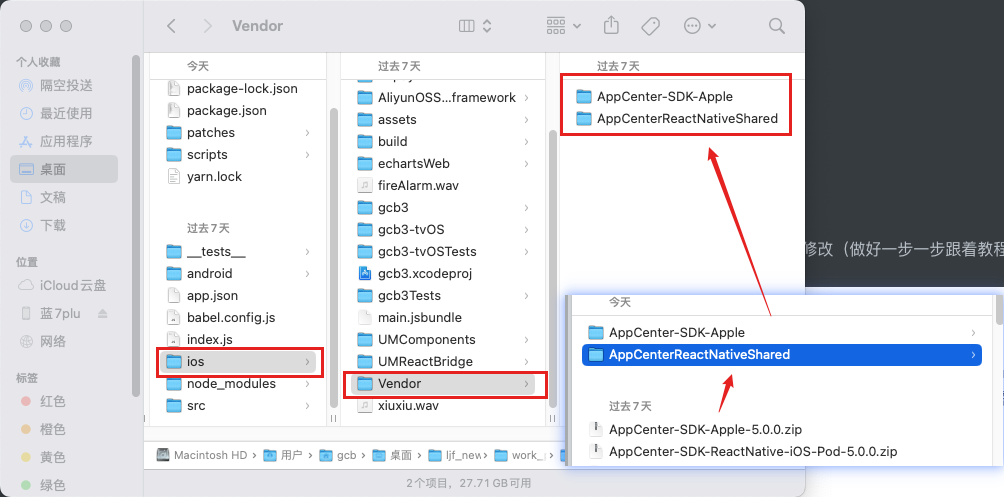 Vendor
个人收藏
隔空投送
最近使用
应用程序
桌面
文稿
下载
位置
iCloud云盘
蓝7plu
网络
标签
红色
橙色
黄色
绿色
今天
package-lock.json
package.json
patches
scripts
yarn.lock
过去7天
__tests__
android
app.json
babel.config.js
index.js
ios
node_modules
src
过去7天
AliyunOSS...framework
assets
build
echartsWeb
fireAlarm.wav
gcb3
gcb3-tvOS
gcb3-tvOSTests
gcb3.xcodeproj
gcb3Tests
main.jsbundle
UMComponents
UMReactBridge
Vendor
xiuxiu.wav
过去7天
AppCenter-SDK-Apple
AppCenterReactNativeShared
修改（做好一步一步跟着教程
今天
AppCenter-SDK-Apple
AppCenterReactNativeShared
过去7天
AppCenter-SDK-Apple-5.0.0.zip
AppCenter-SDK-ReactNative-iOS-Pod-5.0.0.zip
Macintosh HD › 用户 › gcb › 桌面 › ljf_new › work_ ›
2个项目，27.71 GB可用